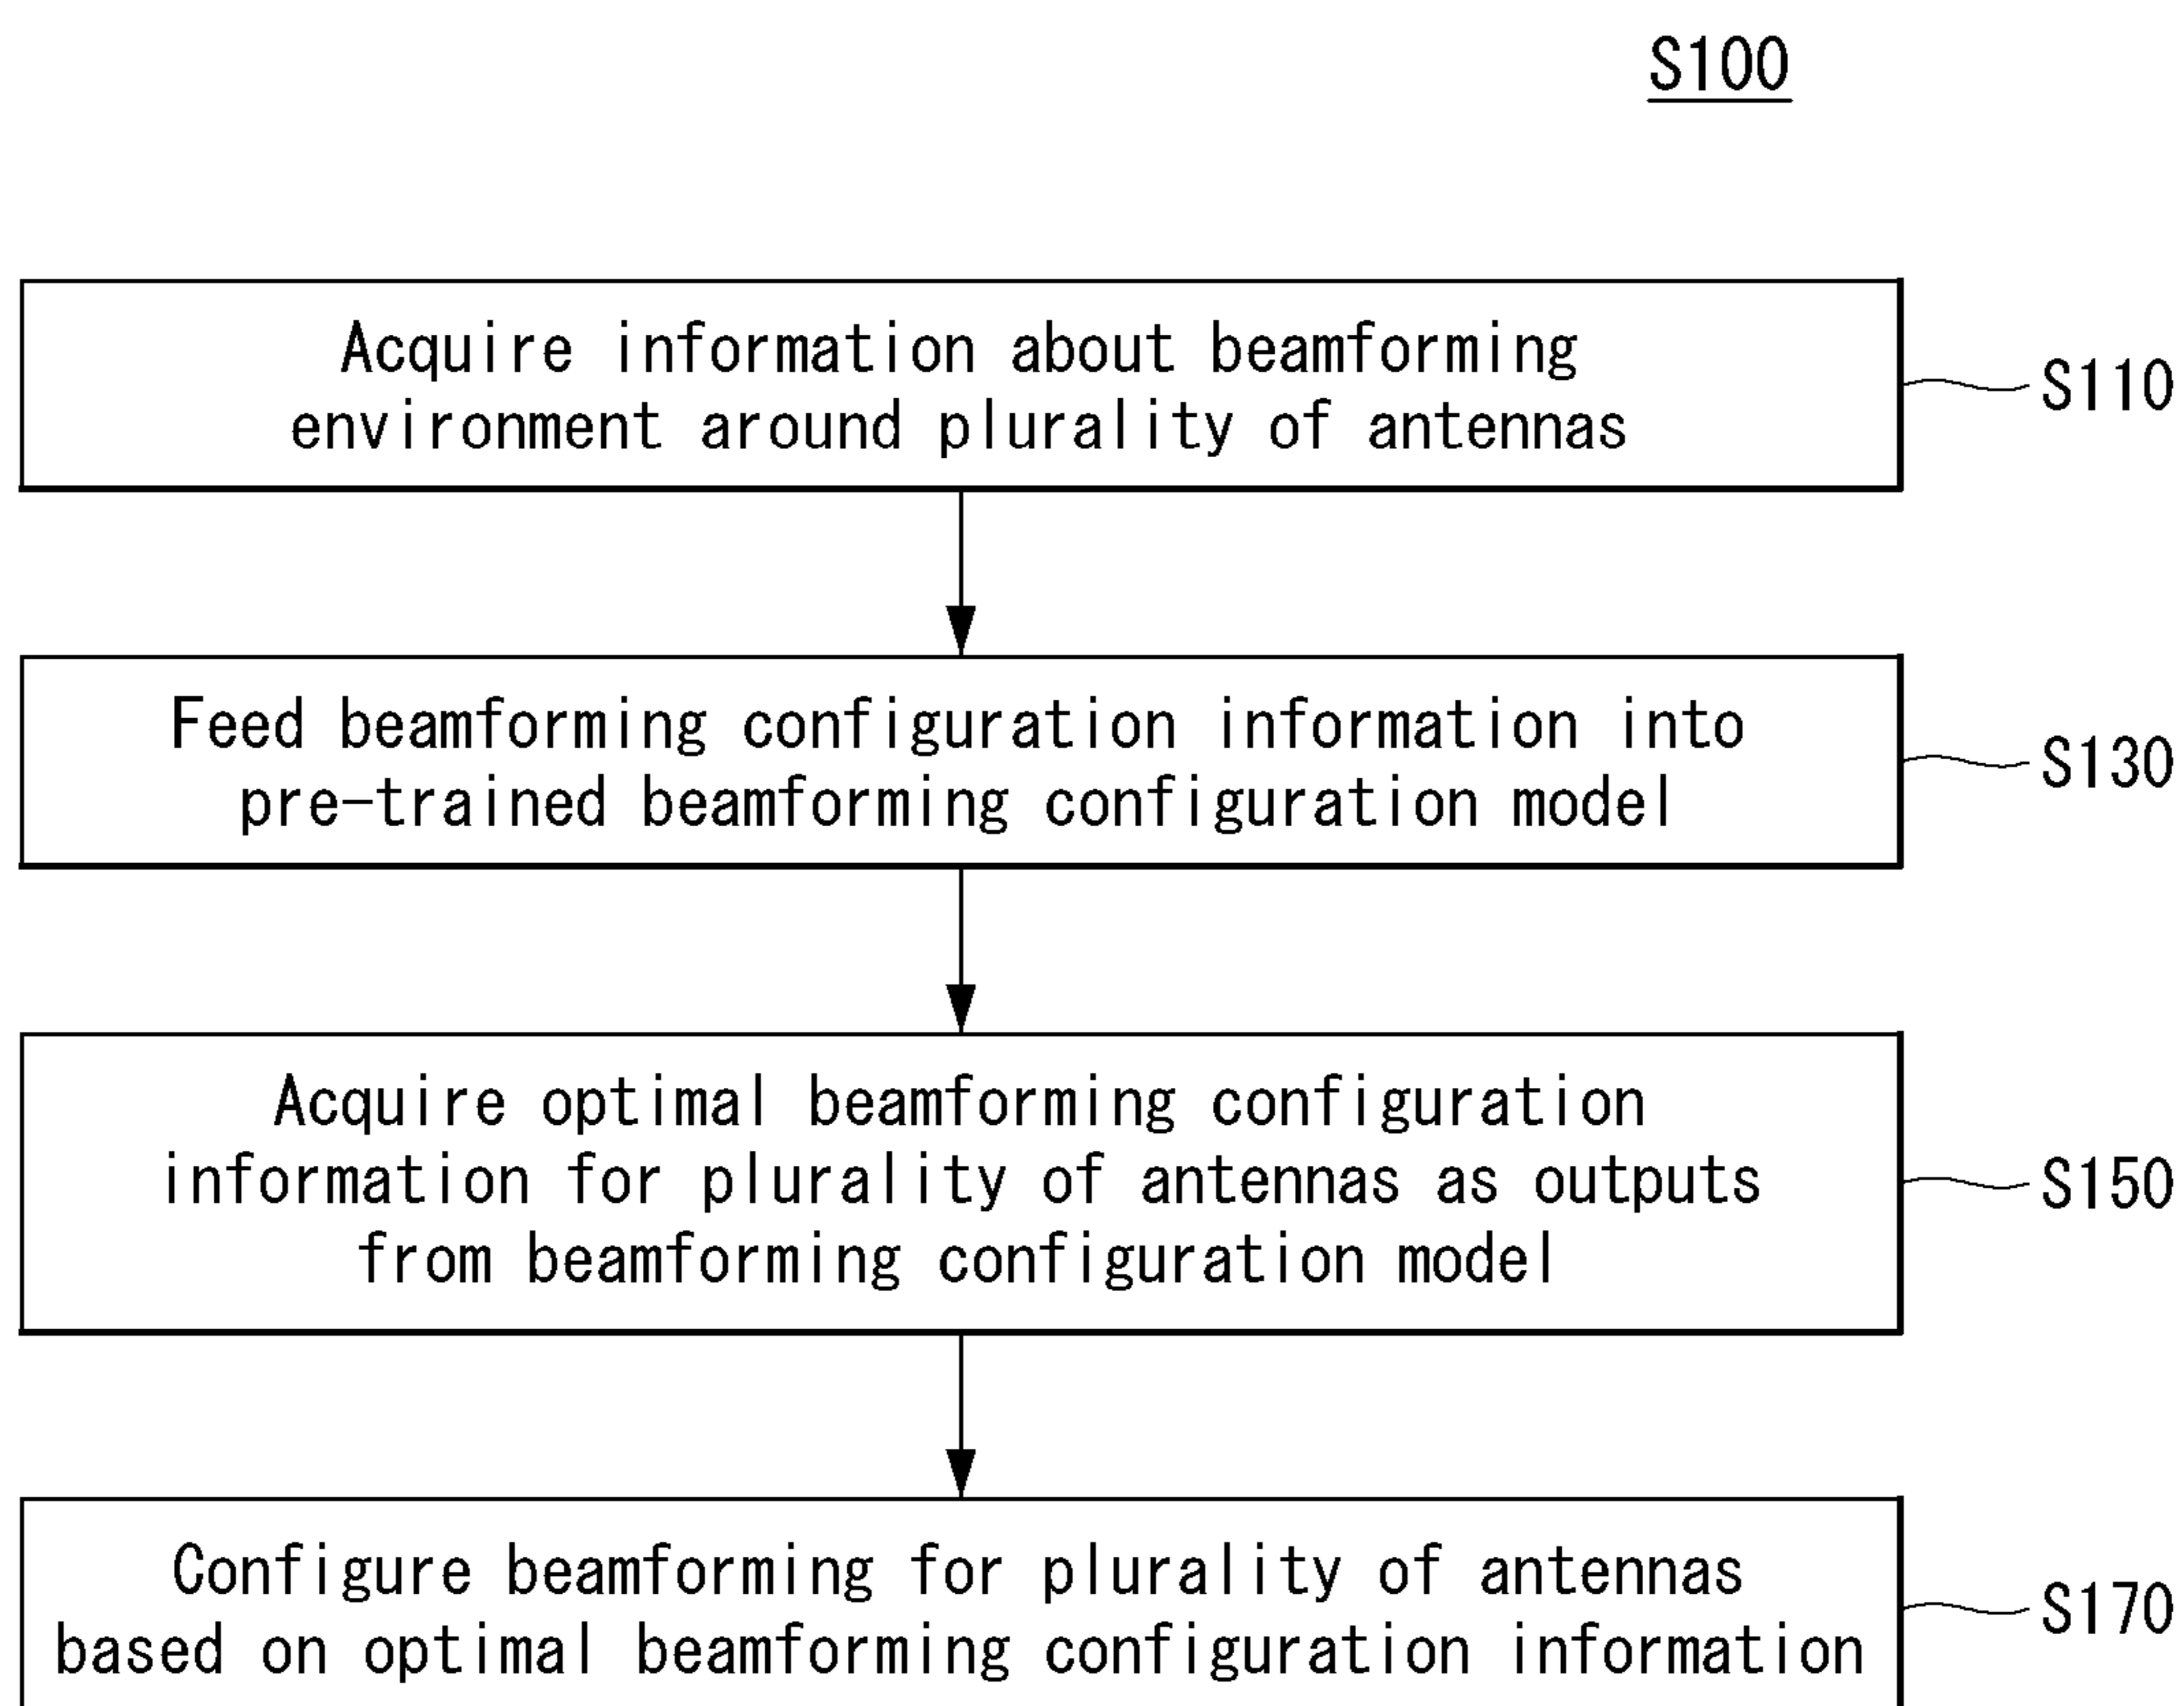 S100
Acquire information about beamforming
environment around plurality of antennas
S110
Feed beamforming configuration information into
pre-trained beamforming configuration model
S130
Acquire optimal beamforming configuration
information for plurality of antennas as outputs
from beamforming configuration model
S150
Configure beamforming for plurality of antennas
based on optimal beamforming configuration information
S170